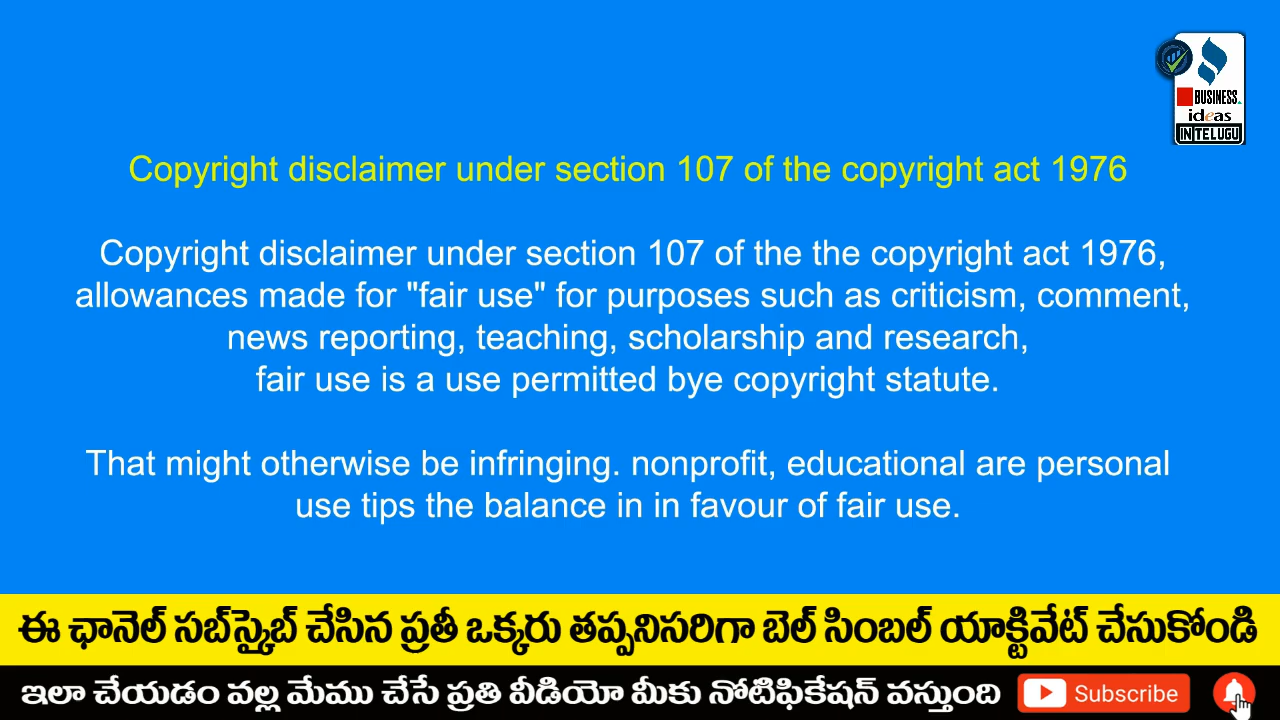 BUSINESS.
ideas
IN TELUGU
Copyright disclaimer under section 107 of the copyright act 1976
Copyright disclaimer under section 107 of the the copyright act 1976,
allowances made for "fair use" for purposes such as criticism, comment,
news reporting, teaching, scholarship and research,
fair use is a use permitted bye copyright statute.
That might otherwise be infringing. nonprofit, educational are personal
use tips the balance in in favour of fair use.
ఈ ఛానెల్ సబ్‌స్క్రైబ్ చేసిన ప్రతీ ఒక్కరు తప్పనిసరిగా బెల్ సింబల్ యాక్టివేట్ చేసుకోండి
ఇలా చేయడం వల్ల మేము చేసే ప్రతి వీడియో మీకు నోటిఫికేషన్ వస్తుంది
Subscribe